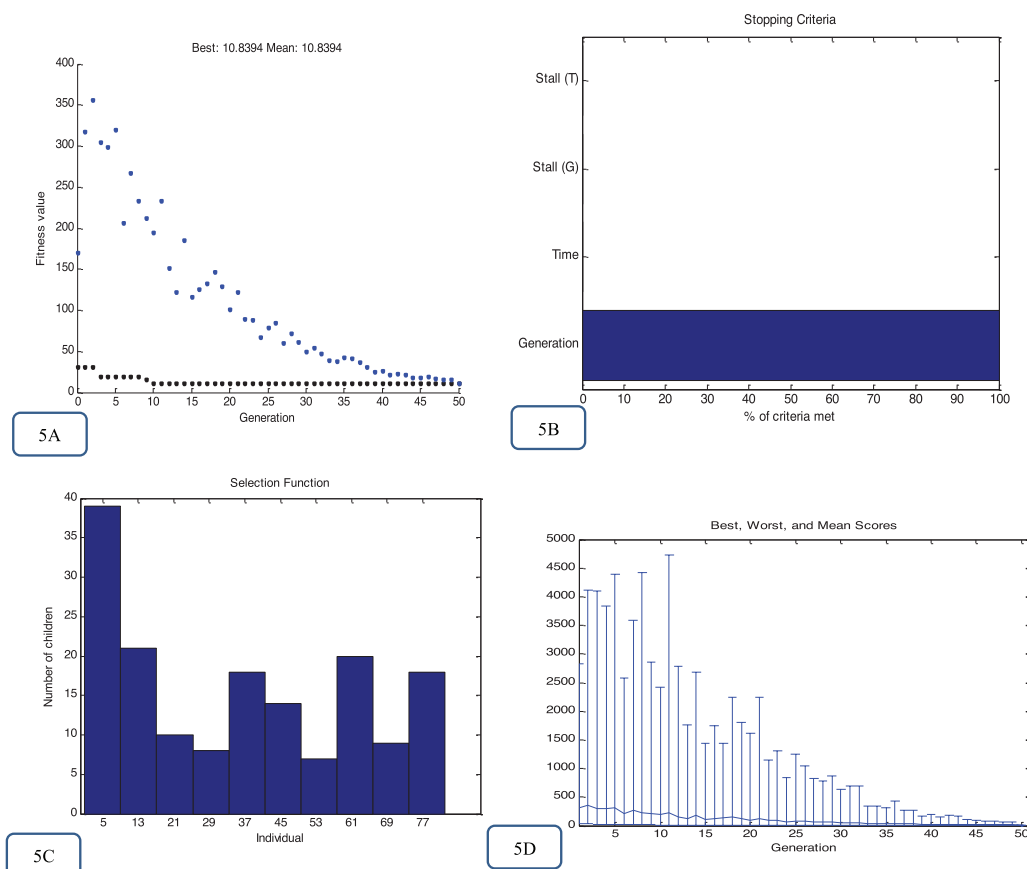 Best: 10.8394 Mean: 10.8394
400
350
300
250
200
150
100
50
0
Fitness value
0 5 10 15 20 25 30 35 40 45 50
Generation
5A
Stopping Criteria
Stall (T)
Stall (G)
Time
Generation
0 10 20 30 40 50 60 70 80 90 100
% of criteria met
5B
Selection Function
40
35
30
25
20
15
10
5
0
Number of children
5 13 21 29 37 45 53 61 69 77
Individual
5C
Best, Worst, and Mean Scores
5000
4500
4000
3500
3000
2500
2000
1500
1000
500
0
5 10 15 20 25 30 35 40 45 50
Generation
5D